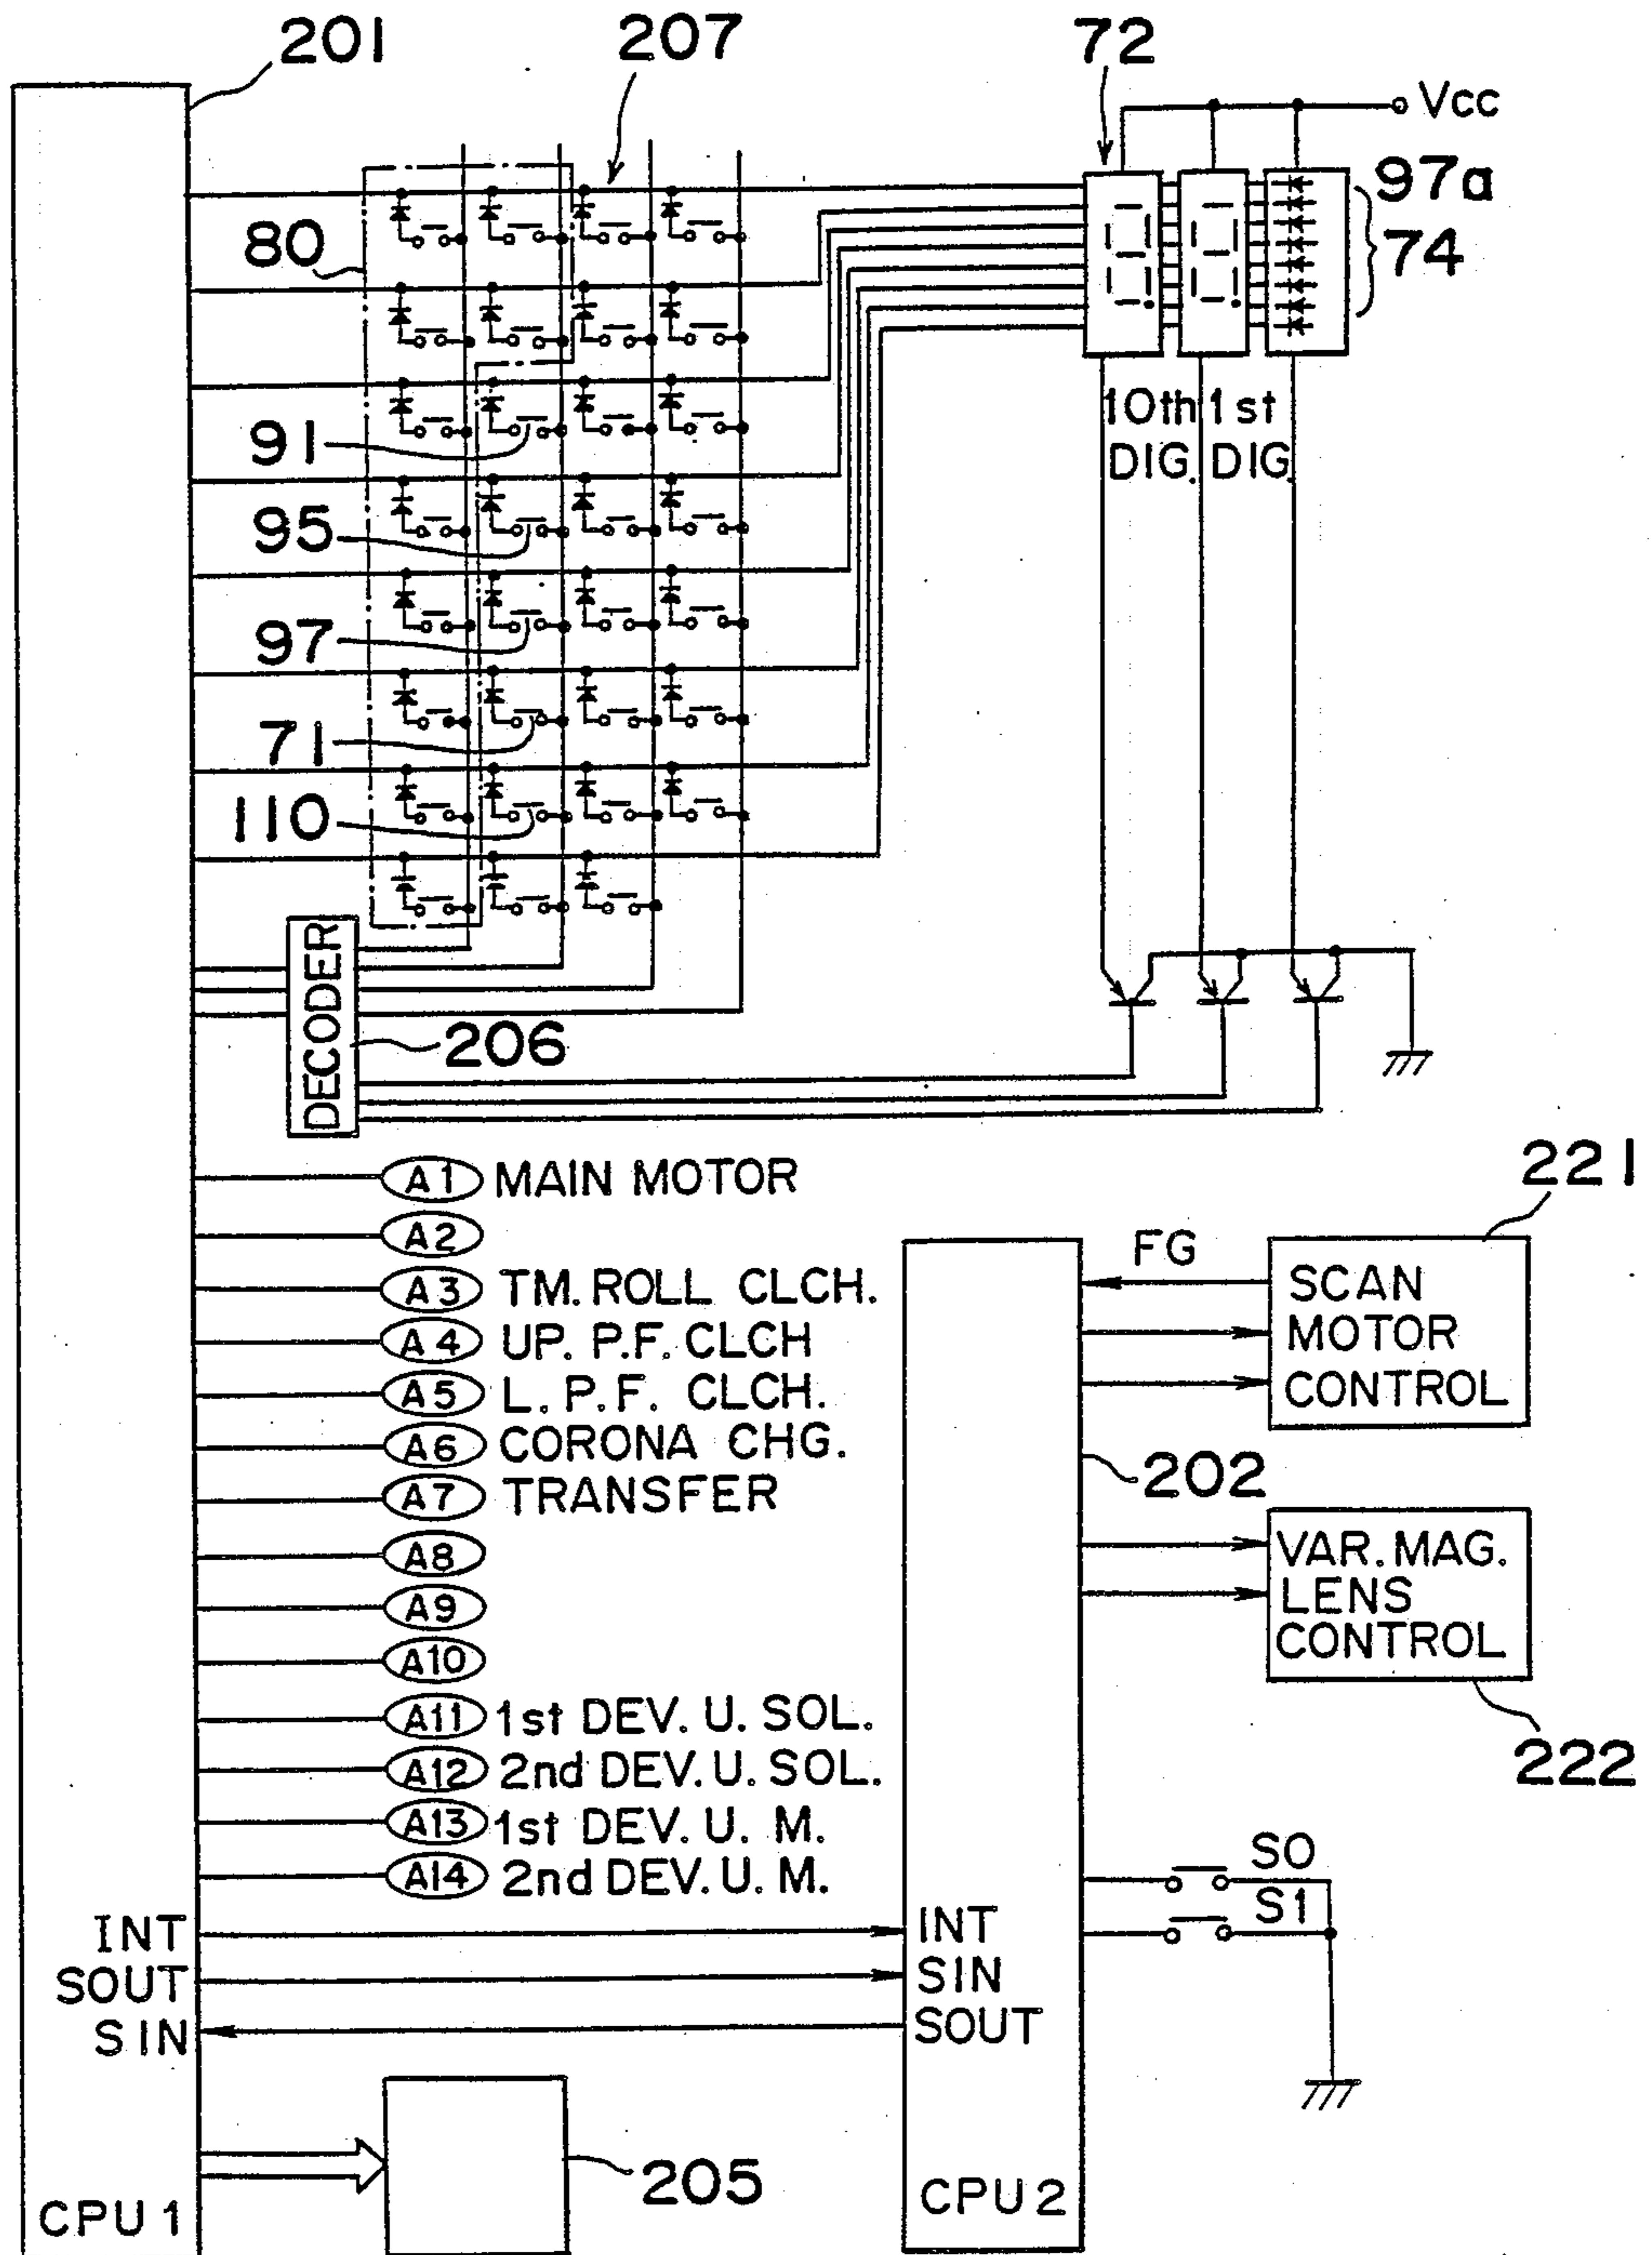 201
207
72
Vcc
97a
74
80
10th 1st
DIG. DIG.
91
95
97
71
110
DECODER
206
A1 MAIN MOTOR
A2
A3 TM. ROLL CLCH.
A4 UP. P.F. CLCH
A5 L. P.F. CLCH.
A6 CORONA CHG.
A7 TRANSFER
A8
A9
A10
A11 1st DEV. U. SOL.
A12 2nd DEV. U. SOL.
A13 1st DEV. U. M.
A14 2nd DEV. U. M.
221
FG
SCAN
MOTOR
CONTROL
202
VAR. MAG.
LENS
CONTROL
222
S0
S1
INT
SOUT
SIN
INT
SIN
SOUT
205
CPU 1
CPU 2